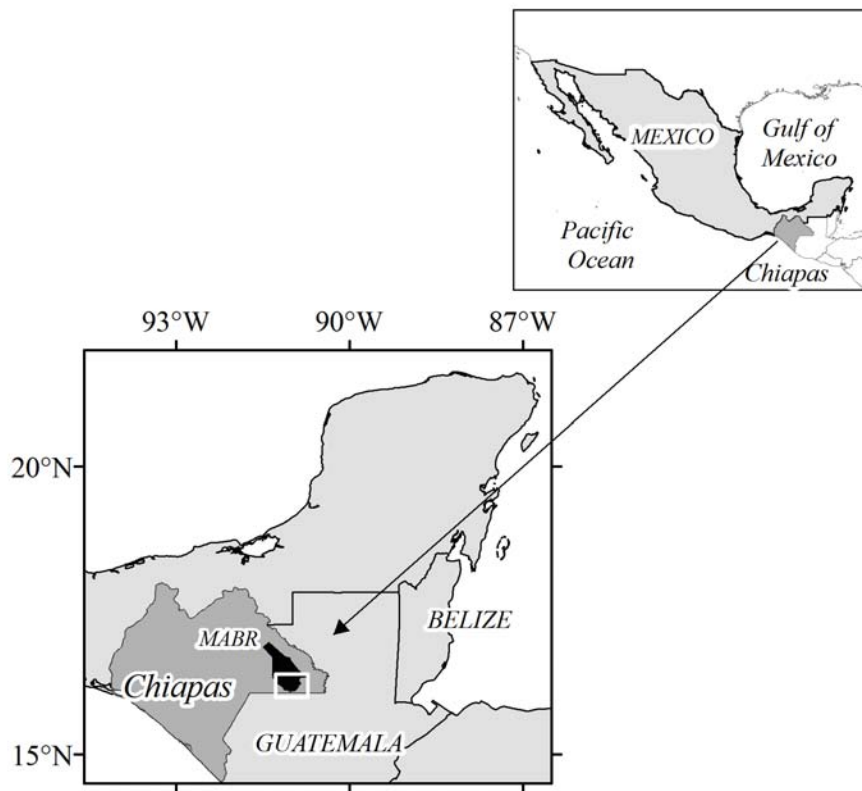 MEXICO
Gulf of
Mexico
Pacific
Ocean
Chiapas
93°W
90°W
87°W
20°N
BELIZE
MABR
Chiapas
GUATEMALA
15°N